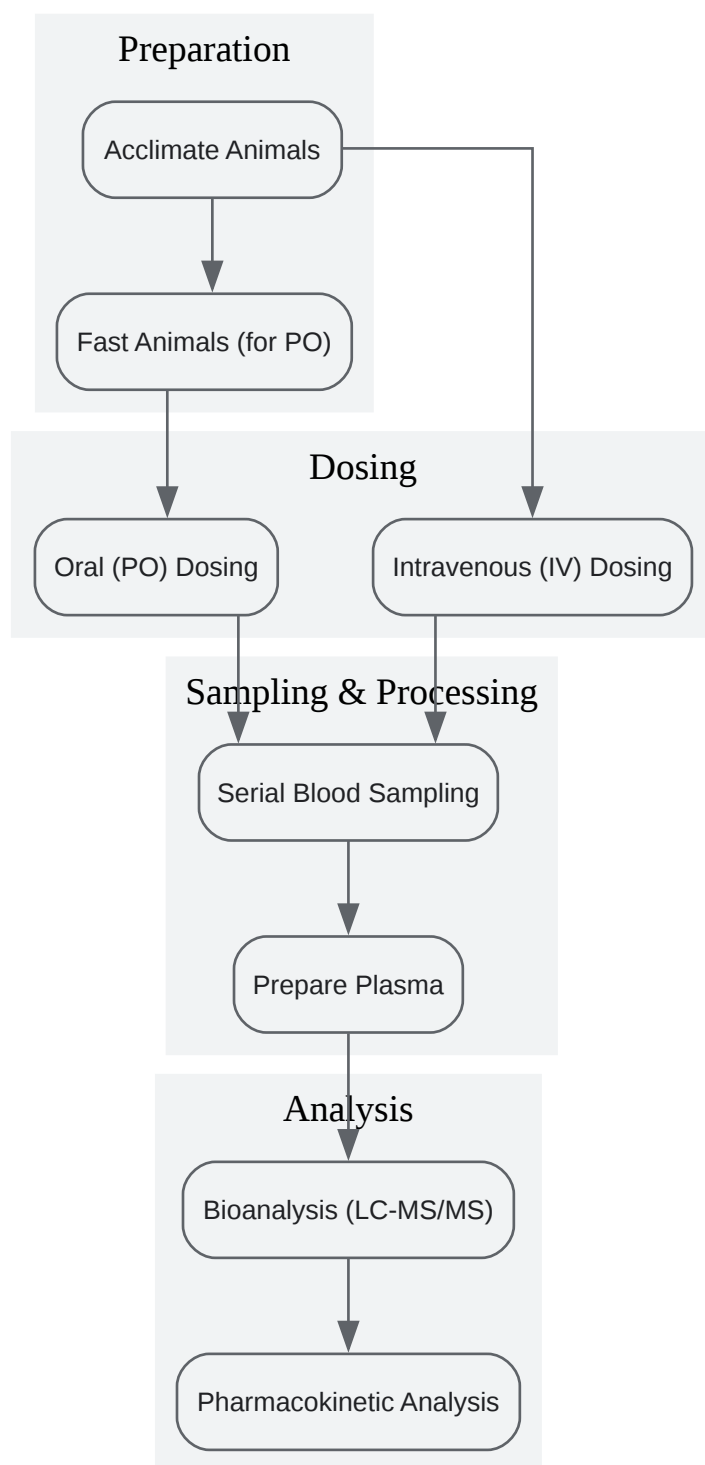 Preparation
Acclimate Animals
Fast Animals (for PO)
Dosing
Oral (PO) Dosing
Intravenous (IV) Dosing
Sampling & Processing
Serial Blood Sampling
Prepare Plasma
Analysis
Bioanalysis (LC-MS/MS)
Pharmacokinetic Analysis